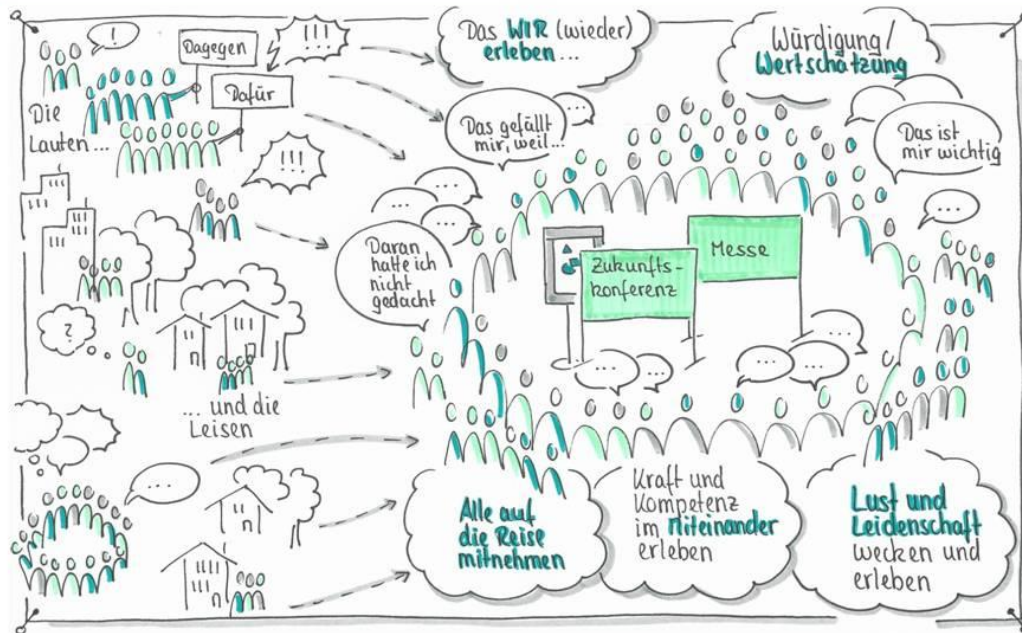 !
Dagegen
!!!
Dafür
Die
Lauten ...
!!!
?
... und die
Leisen
...
Das WIR (wieder)
erleben ...
Würdigung/
Wertschätzung
...
Das gefällt
mir, weil...
...
Das ist
mir wichtig
...
...
...
Daran
hatte ich
nicht
gedacht
Zukunfts-
konferenz
Messe
...
...
...
...
...
Alle auf
die Reise
mitnehmen
Kraft und
Kompetenz
im Miteinander
erleben
Lust und
Leidenschaft
wecken und
erleben